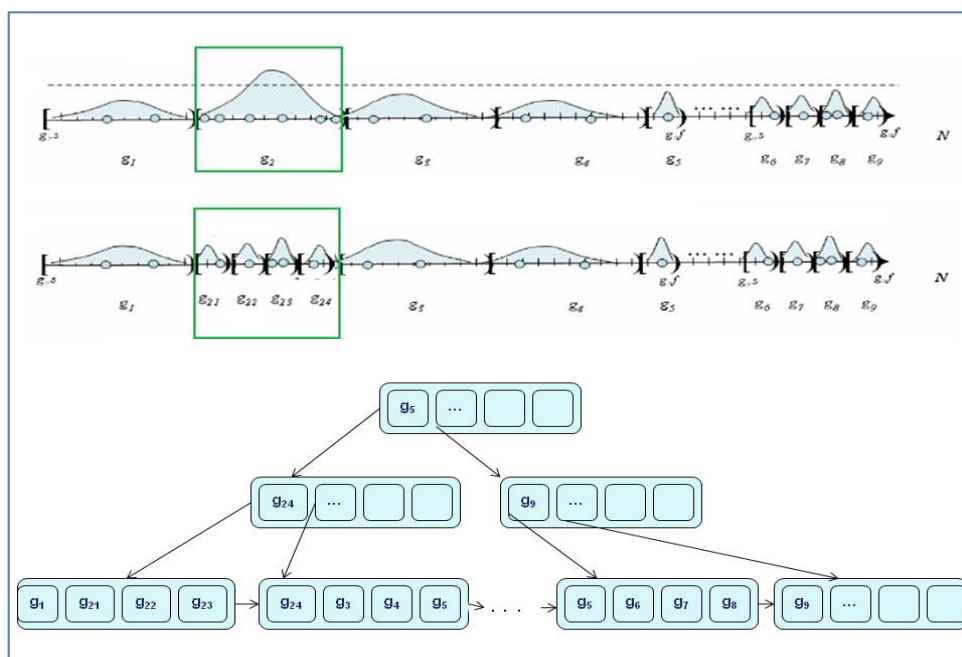 ... ...
N
g1 g2 g3 g4 g5 g6 g7 g8 g9
... ...
g21 g22 g23 g24
N
g1 g3 g4 g5 g6 g7 g8 g9
g5 ...
g24 ...
g9 ...
g1 g21 g22 g23
g24 g3 g4 g5
. . .
g5 g6 g7 g8
g9 ...